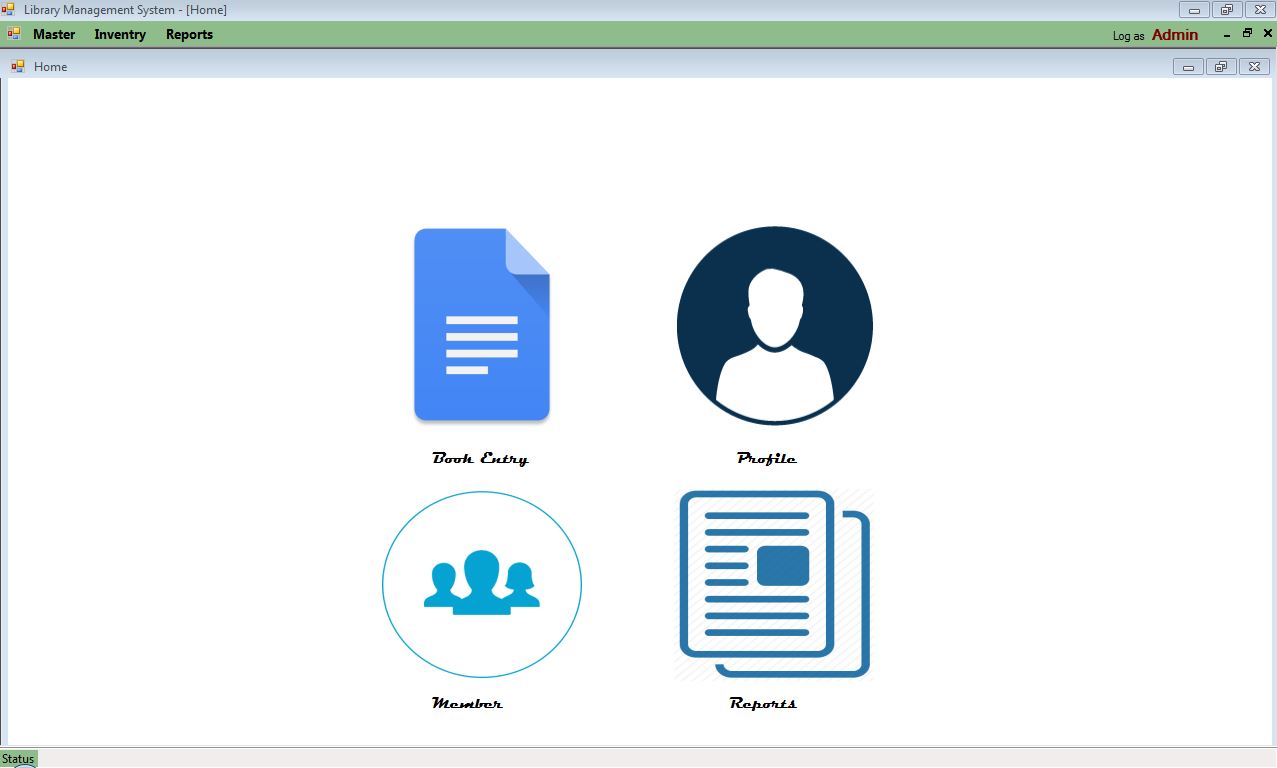 Library Management System - [Home]
Master Inventry Reports Log as Admin
Home
Book Entry Profile
Member Reports
Status